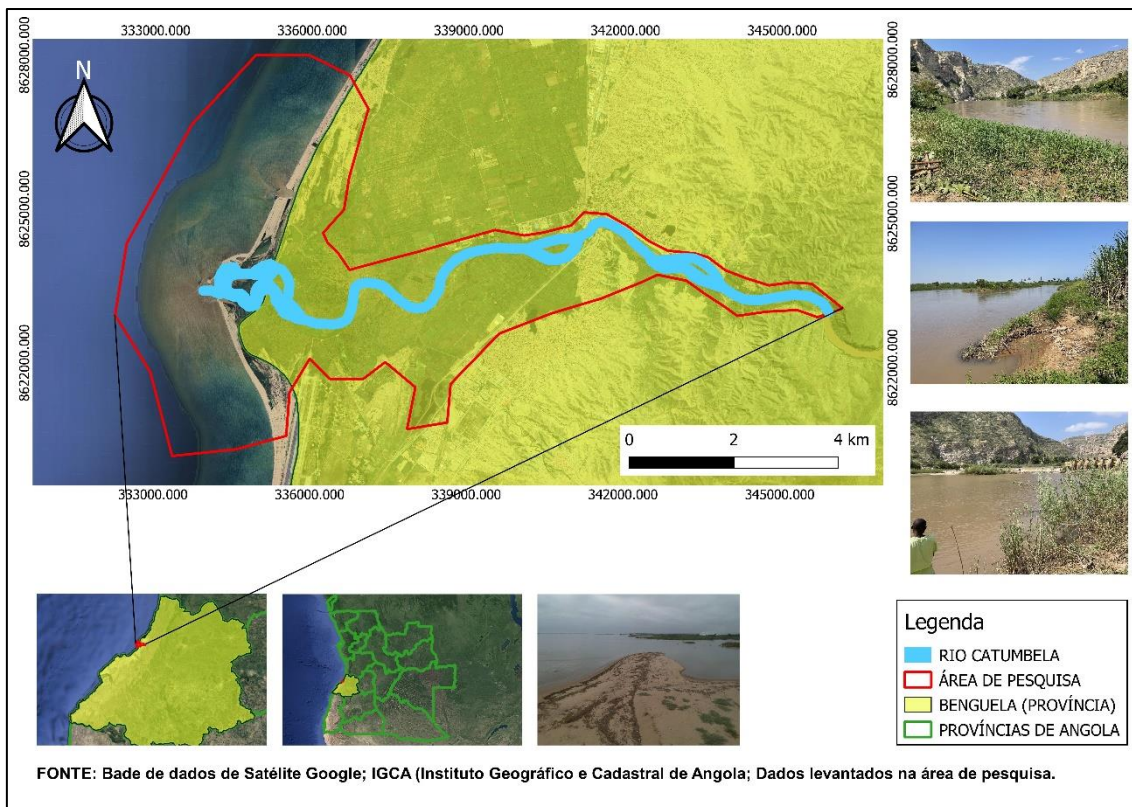 333000.000 336000.000 339000.000 342000.000 345000.000
8628000.000
8625000.000
8622000.000
8628000.000
8625000.000
8622000.000
N
0 2 4 km
333000.000 336000.000 339000.000 342000.000 345000.000
Legenda
RIO CATUMBELA
ÁREA DE PESQUISA
BENGUELA (PROVÍNCIA)
PROVÍNCIAS DE ANGOLA
FONTE: Bade de dados de Satélite Google; IGCA (Instituto Geográfico e Cadastral de Angola; Dados levantados na área de pesquisa.